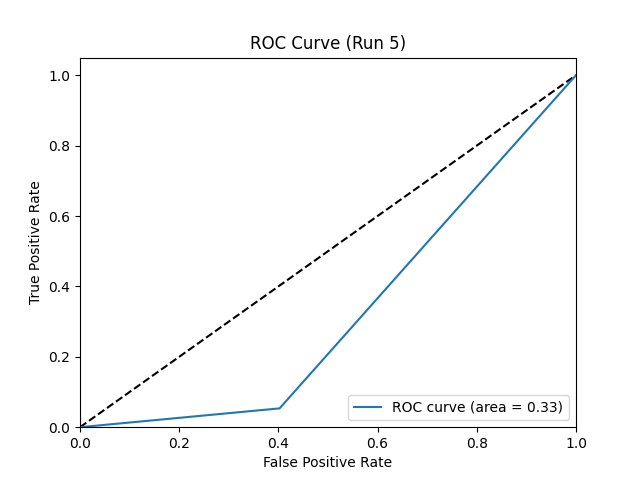 ROC Curve (Run 5)
True Positive Rate
1.0
0.8
0.6
0.4
0.2
0.0
ROC curve (area = 0.33)
0.0 0.2 0.4 0.6 0.8 1.0
False Positive Rate